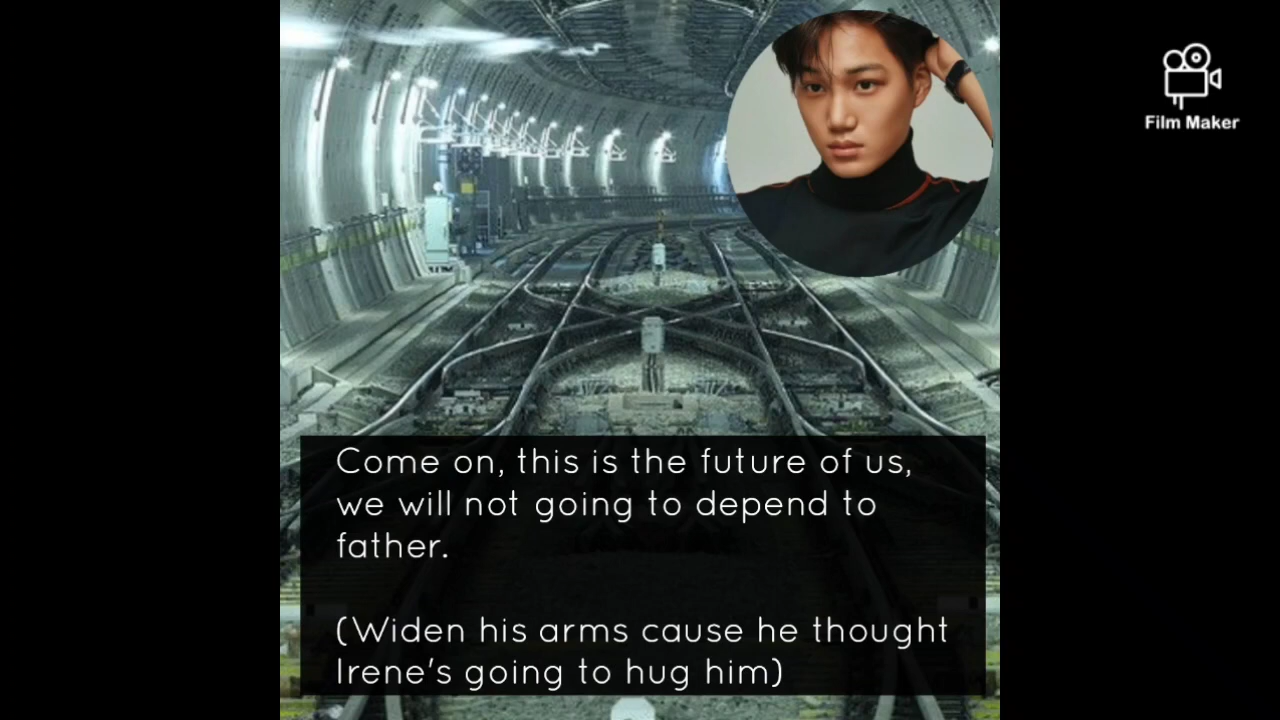 Film Maker
Come on, this is the future of us,
we will not going to depend to
father.
(Widen his arms cause he thought
Irene's going to hug him)